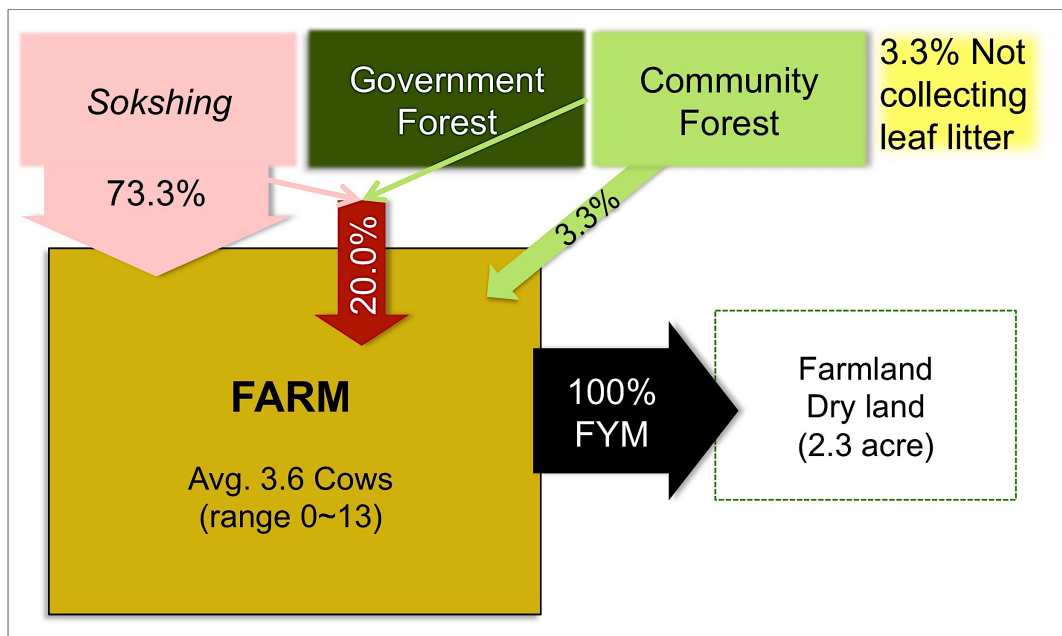 Sokshing
Government
Forest
Community
Forest
3.3% Not
collecting
leaf litter
73.3%
20.0%
3.3%
FARM
Avg. 3.6 Cows
(range 0~13)
100%
FYM
Farmland
Dry land
(2.3 acre)